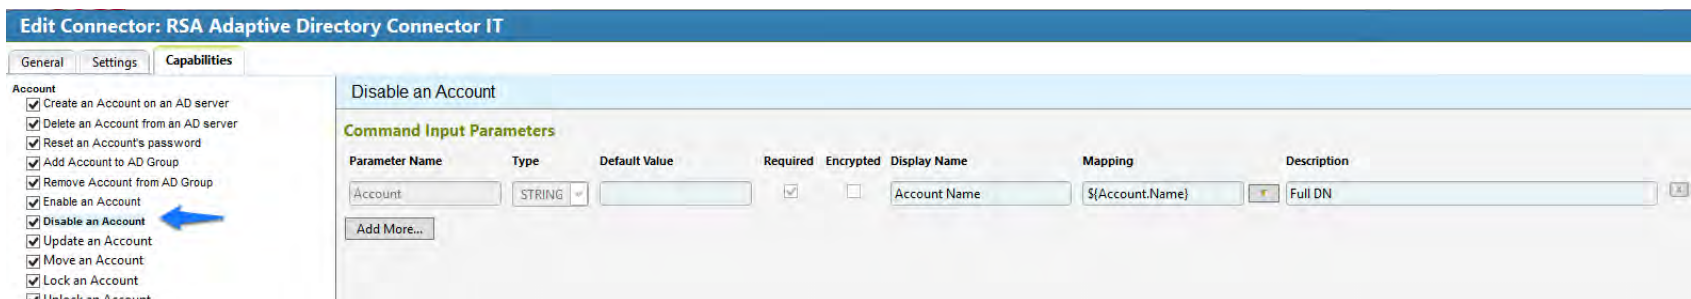 Edit Connector: RSA Adaptive Directory Connector IT
General Settings Capabilities
Account
Create an Account on an AD server
Delete an Account from an AD server
Reset an Account's password
Add Account to AD Group
Remove Account from AD Group
Enable an Account
Disable an Account
Update an Account
Move an Account
Lock an Account
Unlock an Account
Disable an Account
Command Input Parameters
Parameter Name Type Default Value Required Encrypted Display Name Mapping Description
Account STRING Account Name ${Account.Name} Full DN
Add More...